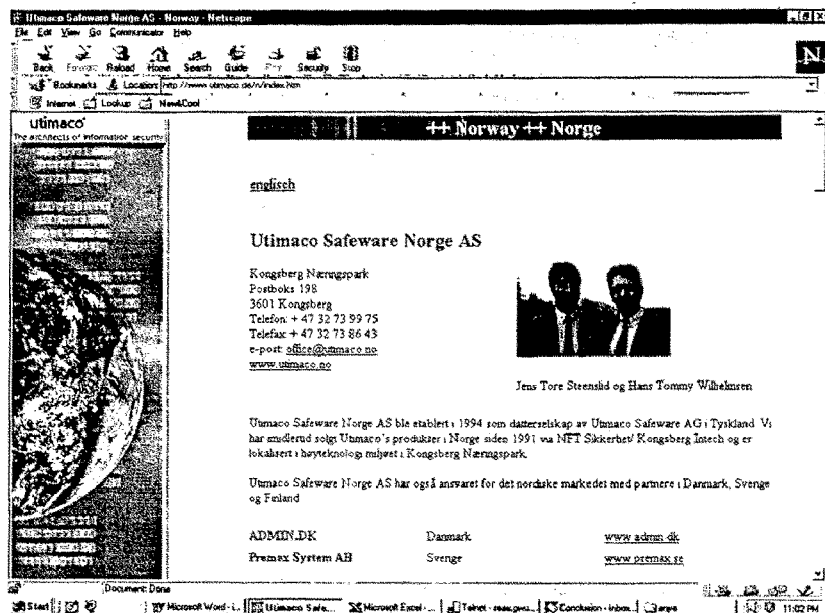 Utimaco Safeware Norge AS - Norway - Netscape
File Edit View Go Communicator Help
Back Forward Reload Home Search Guide Print Security Stop
Bookmarks Location: http://www.utimaco.de/n/index.htm
Internet Lookup New&Cool
utimaco
The architects of information security
++ Norway ++ Norge
englisch
Utimaco Safeware Norge AS
Kongsberg Næringspark
Postboks 198
3601 Kongsberg
Telefon: + 47 32 73 99 75
Telefax: + 47 32 73 86 43
e-post: office@utimaco.no
www.utimaco.no
Jens Tore Steenslid og Hans Tommy Wilhelmsen
Utimaco Safeware Norge AS ble etablert i 1994 som datterselskap av Utimaco Safeware AG i Tyskland. Vi
har imidlertid solgt Utimaco's produkter i Norge siden 1991 via NFT Sikkerhet/ Kongsberg Intech og er
lokalisert i høyteknologi miljøet i Kongsberg Næringspark.
Utimaco Safeware Norge AS har også ansvaret for det nordiske markedet med partnere i Danmark, Sverige
og Finland
ADMIN.DK Danmark www.admin.dk
Premax System AB Sverige www.premax.se
Document: Done
Start Microsoft Word - Utimaco Safe... Microsoft Excel - ... Telnet - Conclusion - Inbox... 11:02 PM